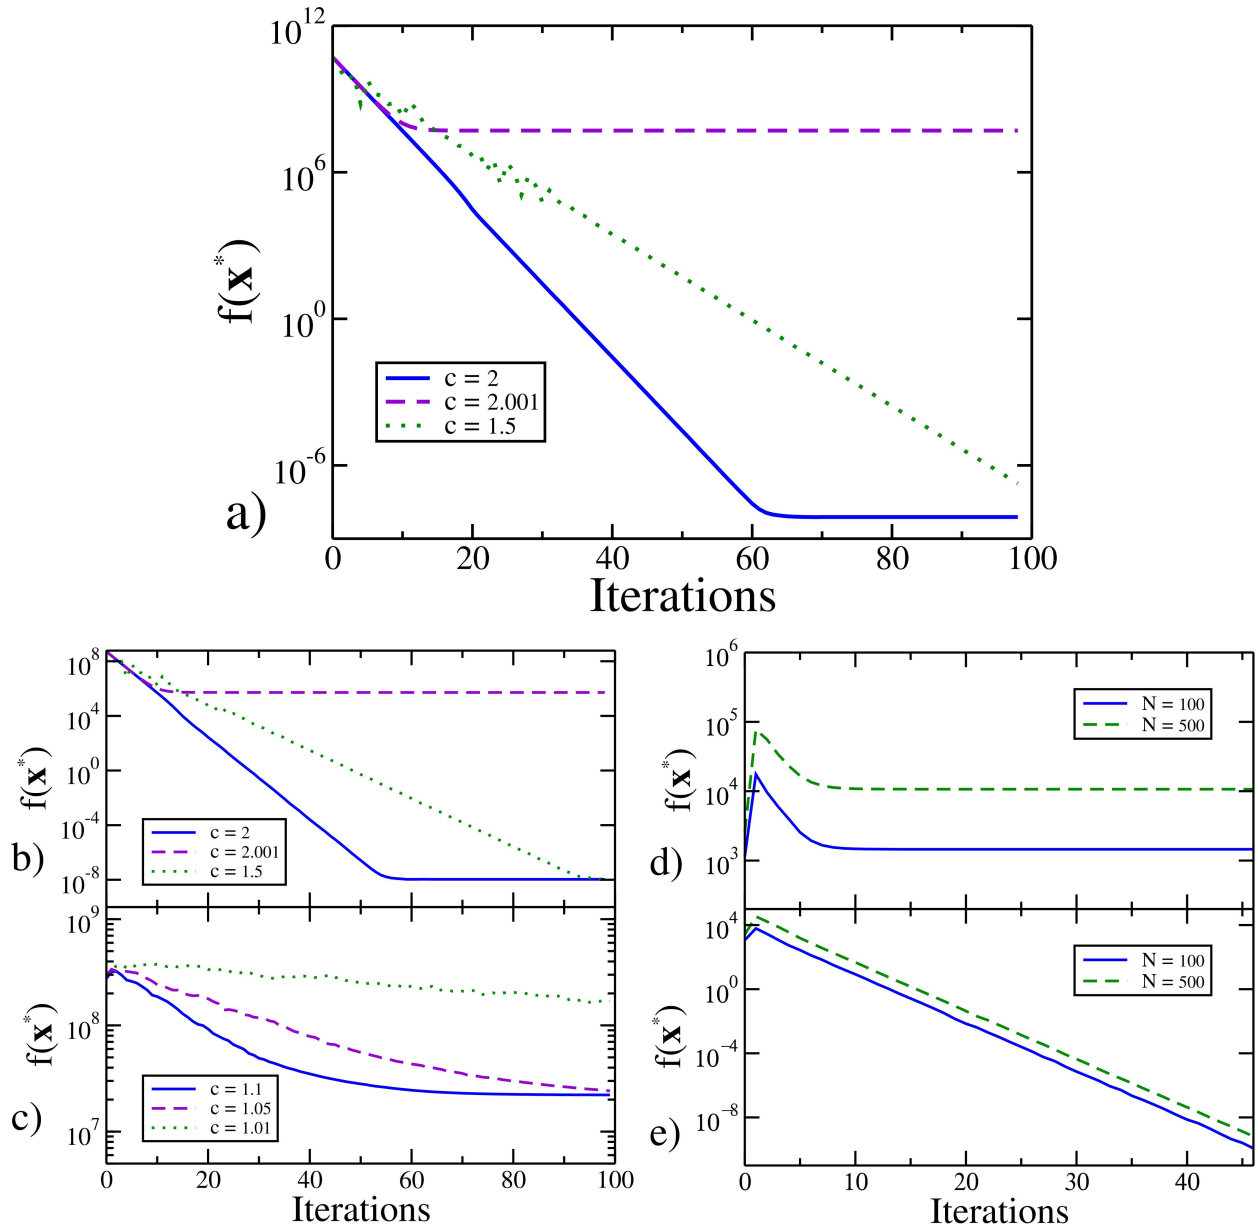 10^12
10^6
10^0
10^-6
f(x*)
c = 2
c = 2.001
c = 1.5
a)
0 20 40 60 80 100
Iterations
10^8
10^4
10^0
10^-4
10^-8
f(x*)
c = 2
c = 2.001
c = 1.5
b)
10^9
10^8
10^7
f(x*)
c = 1.1
c = 1.05
c = 1.01
c)
0 20 40 60 80 100
Iterations
10^6
10^5
10^4
10^3
f(x*)
N = 100
N = 500
d)
10^4
10^0
10^-4
10^-8
f(x*)
N = 100
N = 500
e)
0 10 20 30 40
Iterations